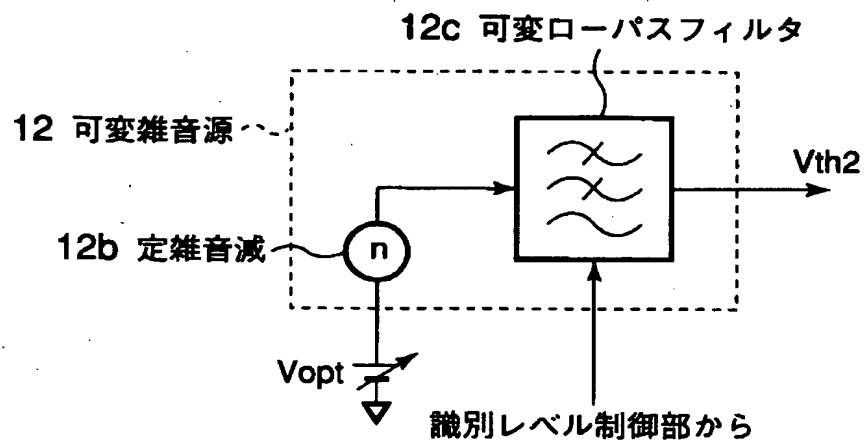 12c 可変ローパスフィルタ
12 可変雑音源
Vth2
12b 定雑音減
n
Vopt
識別レベル制御部から